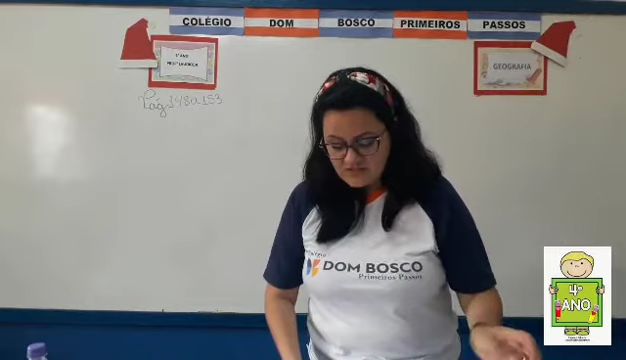 COLÉGIO DOM BOSCO PRIMEIROS PASSOS
GEOGRAFIA
Pág 148 a 153
DOM BOSCO
Primeiros Passos
4º
ANO